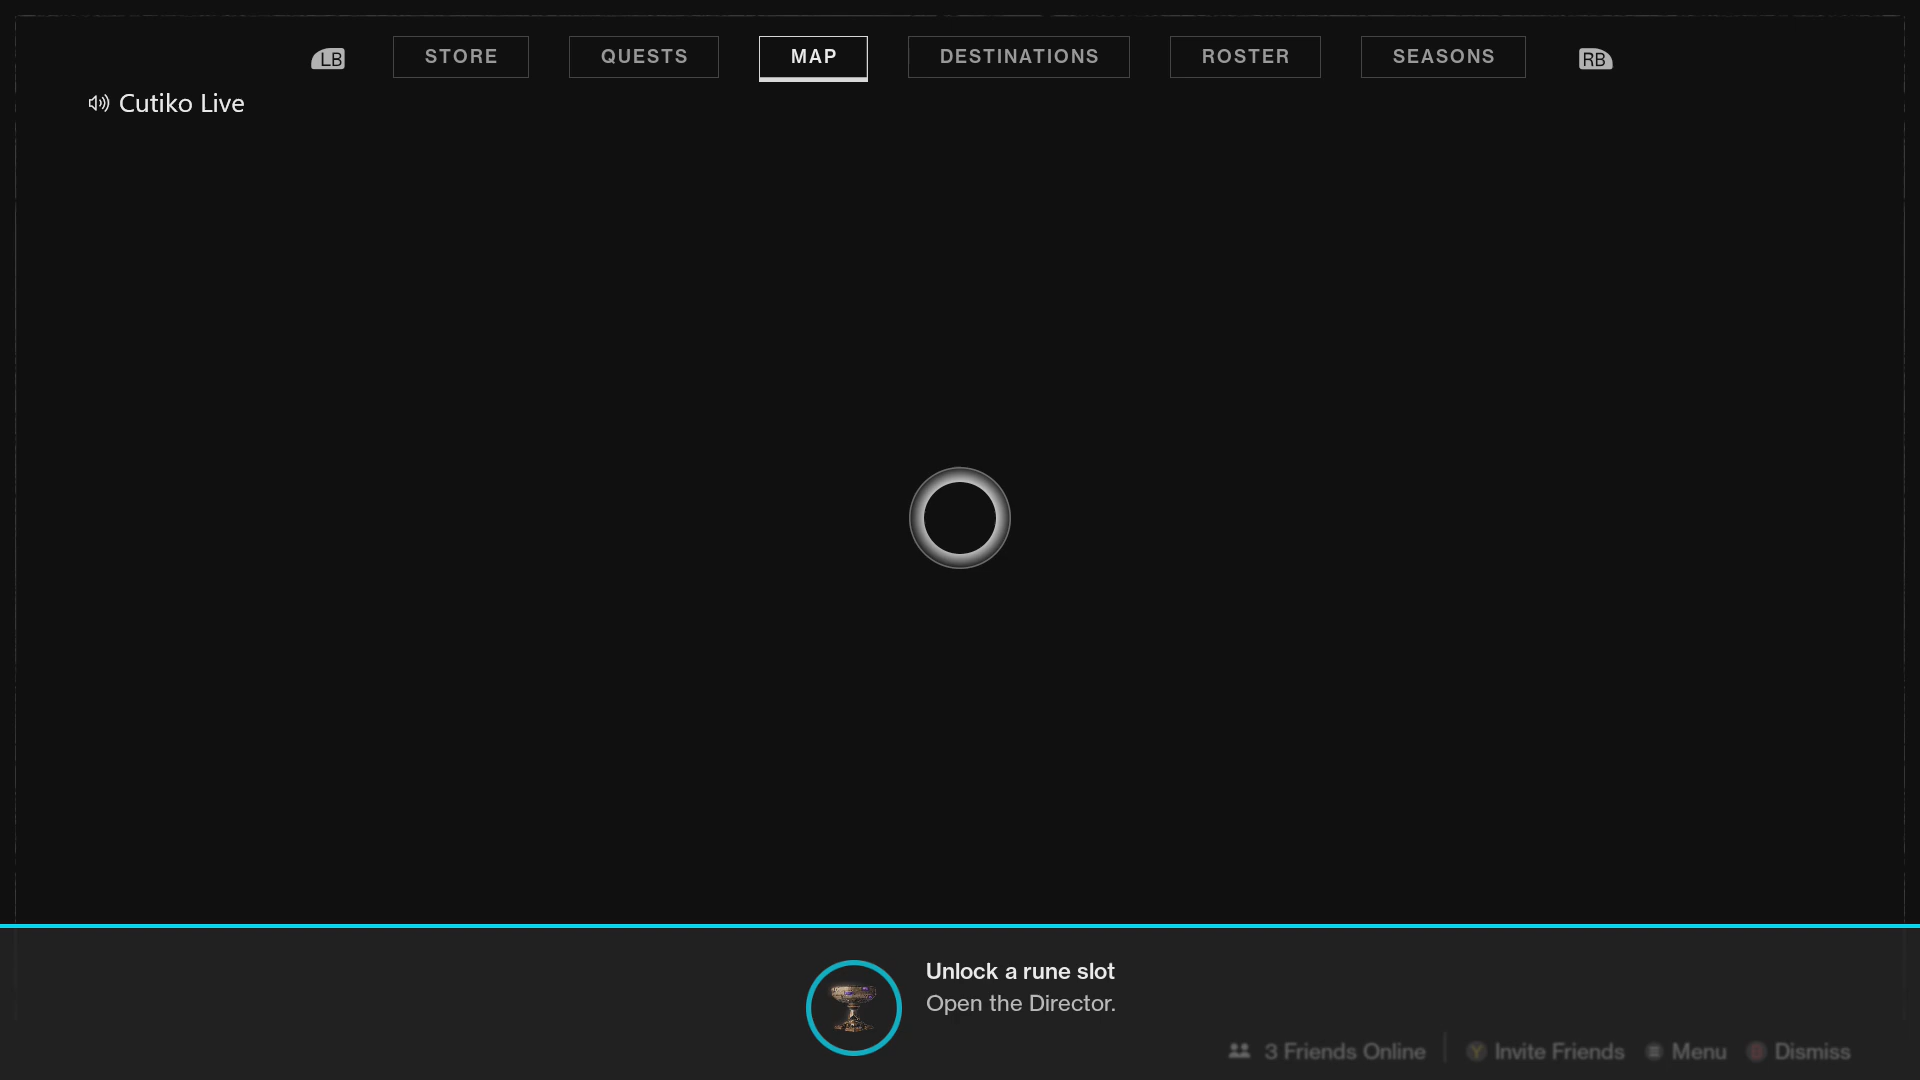 LB STORE QUESTS MAP DESTINATIONS ROSTER SEASONS RB
Cutiko Live
Unlock a rune slot
Open the Director.
3 Friends Online Y Invite Friends Menu B Dismiss